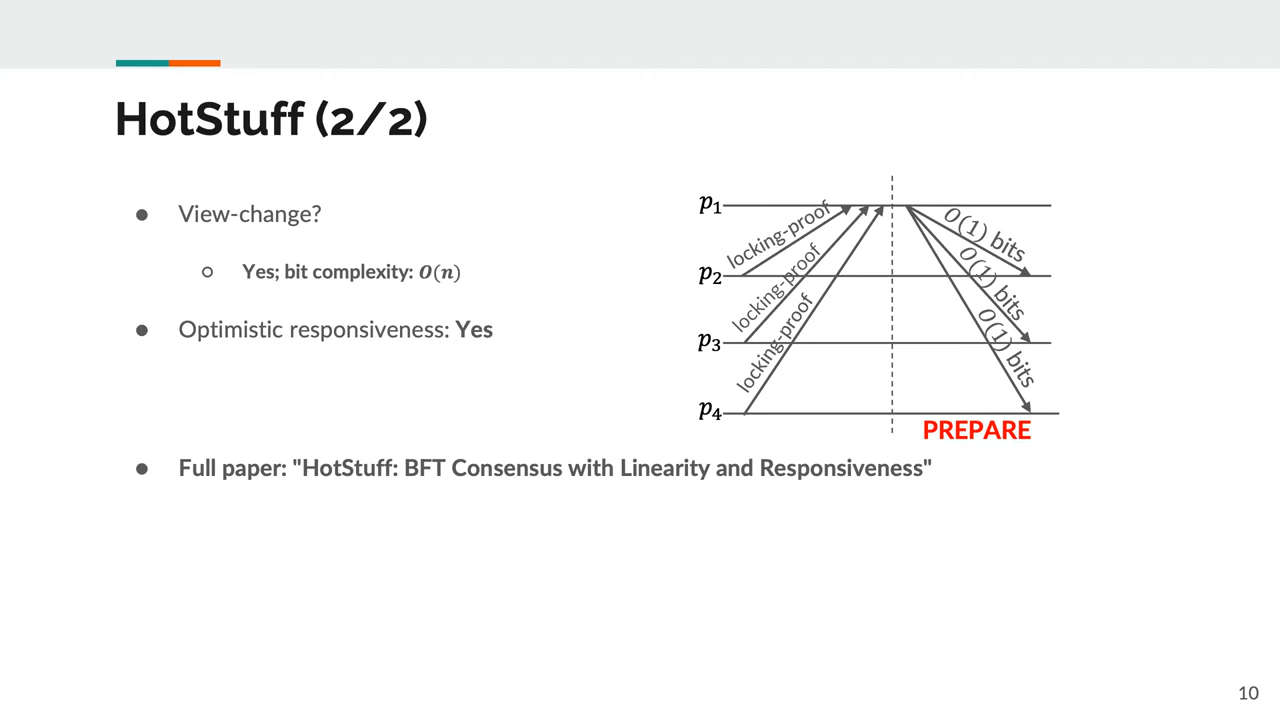 HotStuff (2/2)
● View-change?
○ Yes; bit complexity: O(n)
● Optimistic responsiveness: Yes
● Full paper: "HotStuff: BFT Consensus with Linearity and Responsiveness"
p₁
p₂
p₃
p₄
locking-proof
locking-proof
locking-proof
O(1) bits
O(1) bits
O(1) bits
PREPARE
10